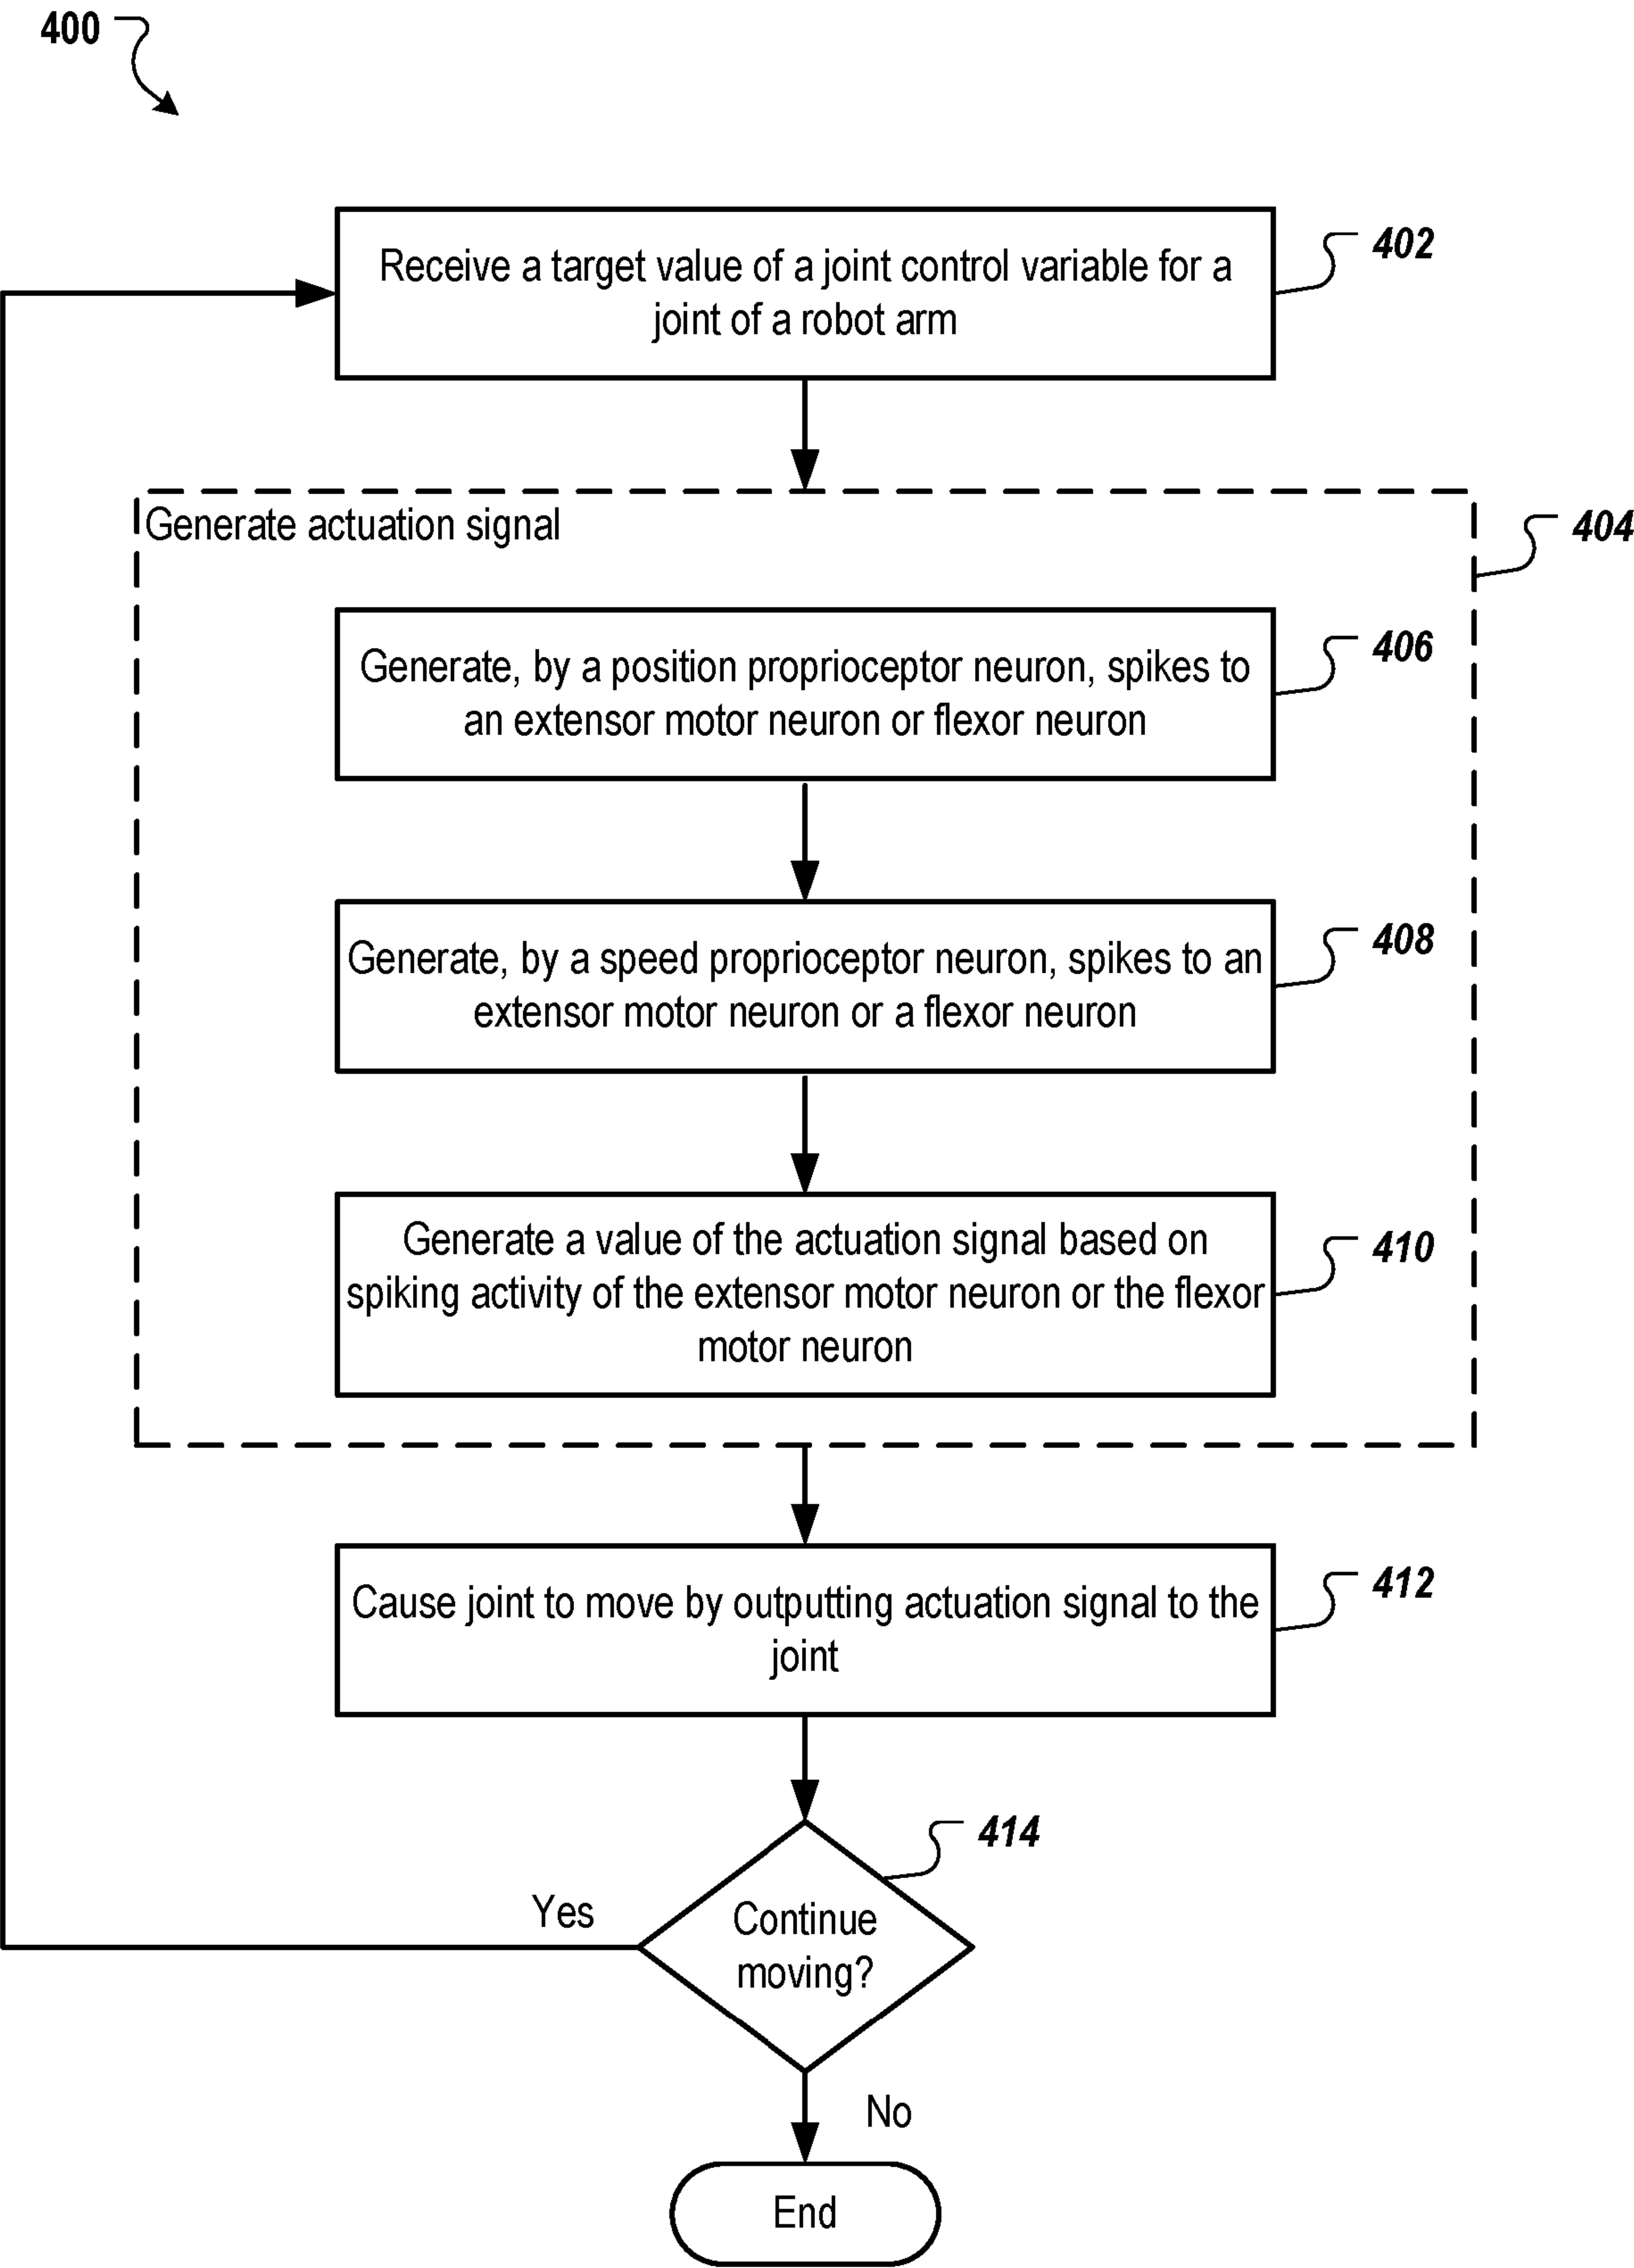 400
Receive a target value of a joint control variable for a
joint of a robot arm
402
Generate actuation signal
404
Generate, by a position proprioceptor neuron, spikes to
an extensor motor neuron or flexor neuron
406
Generate, by a speed proprioceptor neuron, spikes to an
extensor motor neuron or a flexor neuron
408
Generate a value of the actuation signal based on
spiking activity of the extensor motor neuron or the flexor
motor neuron
410
Cause joint to move by outputting actuation signal to the
joint
412
414
Yes
Continue
moving?
No
End